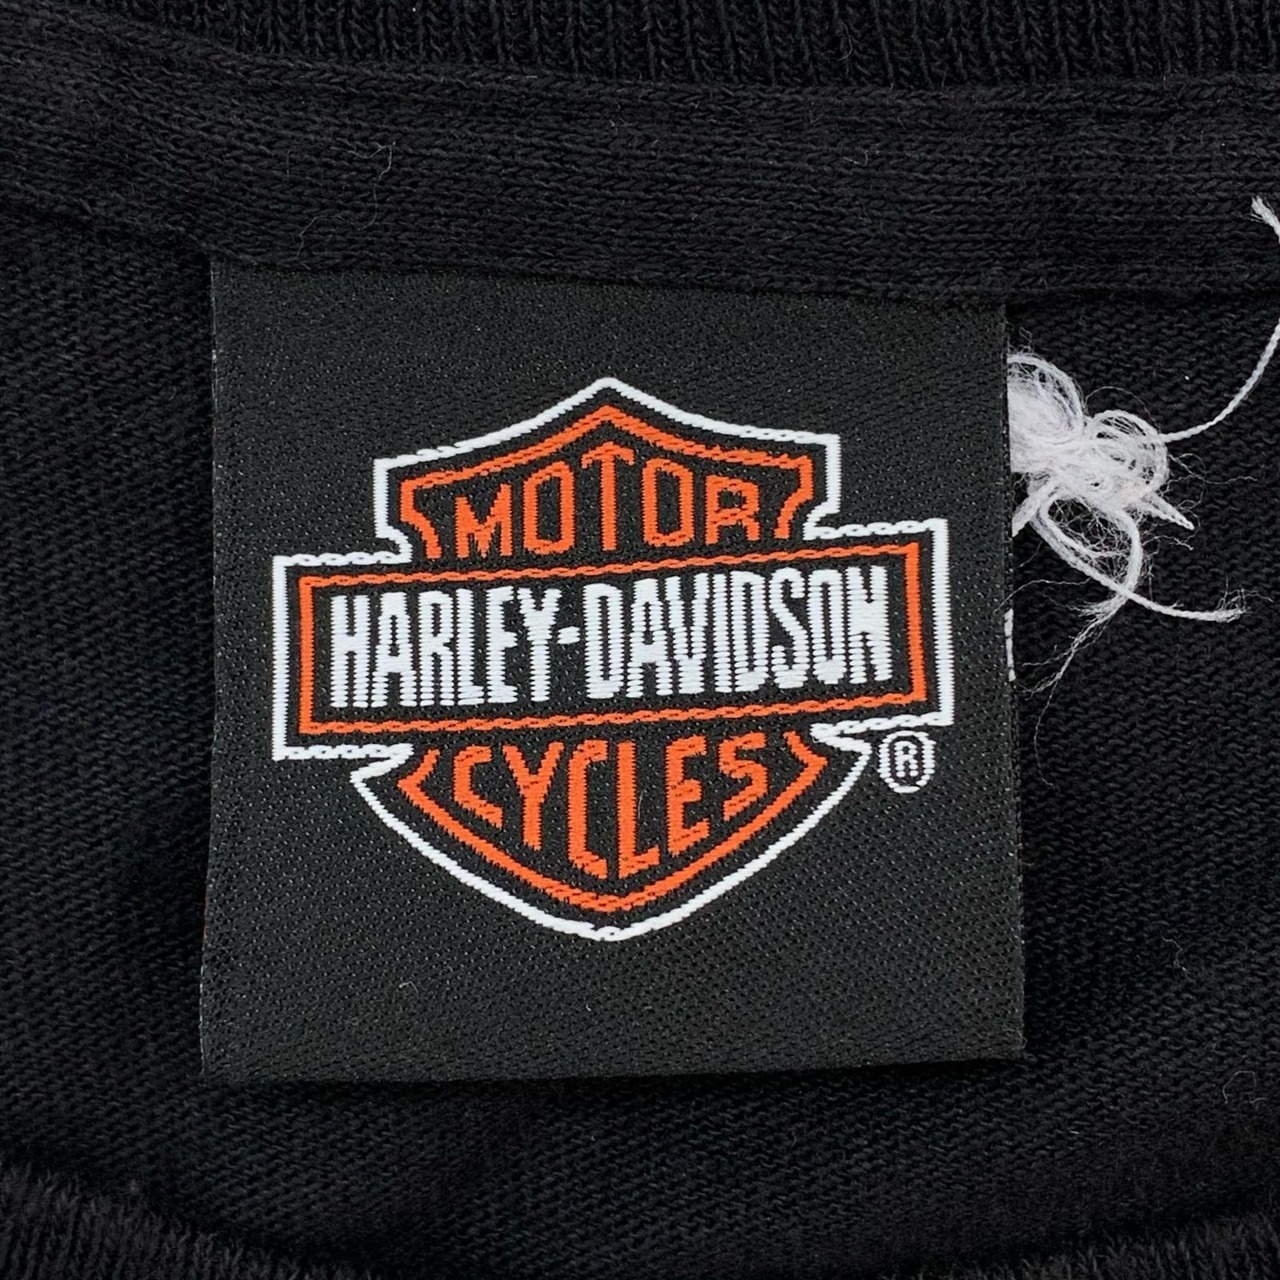 MOTOR
HARLEY-DAVIDSON
CYCLES
®